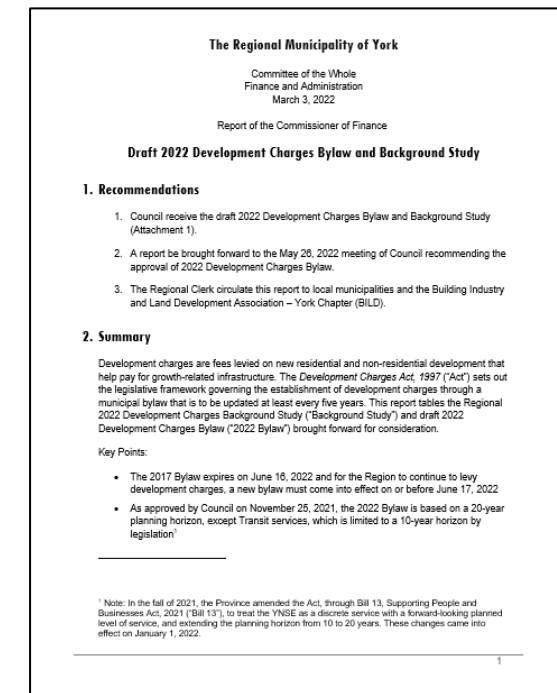 The Regional Municipality of York
Committee of the Whole
Finance and Administration
March 3, 2022
Report of the Commissioner of Finance
Draft 2022 Development Charges Bylaw and Background Study
1. Recommendations
1. Council receive the draft 2022 Development Charges Bylaw and Background Study
(Attachment 1).
2. A report be brought forward to the May 26, 2022 meeting of Council recommending the
approval of 2022 Development Charges Bylaw.
3. The Regional Clerk circulate this report to local municipalities and the Building Industry
and Land Development Association – York Chapter (BILD).
2. Summary
Development charges are fees levied on new residential and non-residential development that
help pay for growth-related infrastructure. The Development Charges Act, 1997 ("Act") sets out
the legislative framework governing the establishment of development charges through a
municipal bylaw that is to be updated at least every five years. This report tables the Regional
2022 Development Charges Background Study ("Background Study") and draft 2022
Development Charges Bylaw ("2022 Bylaw") brought forward for consideration.
Key Points:
• The 2017 Bylaw expires on June 16, 2022 and for the Region to continue to levy
development charges, a new bylaw must come into effect on or before June 17, 2022
• As approved by Council on November 25, 2021, the 2022 Bylaw is based on a 20-year
planning horizon, except Transit services, which is limited to a 10-year horizon by
legislation¹
¹ Note: In the fall of 2021, the Province amended the Act, through Bill 13, Supporting People and
Businesses Act, 2021 ("Bill 13"), to treat the YNSE as a discrete service with a forward-looking planned
level of service, and extending the planning horizon from 10 to 20 years. These changes came into
effect on January 1, 2022.
1